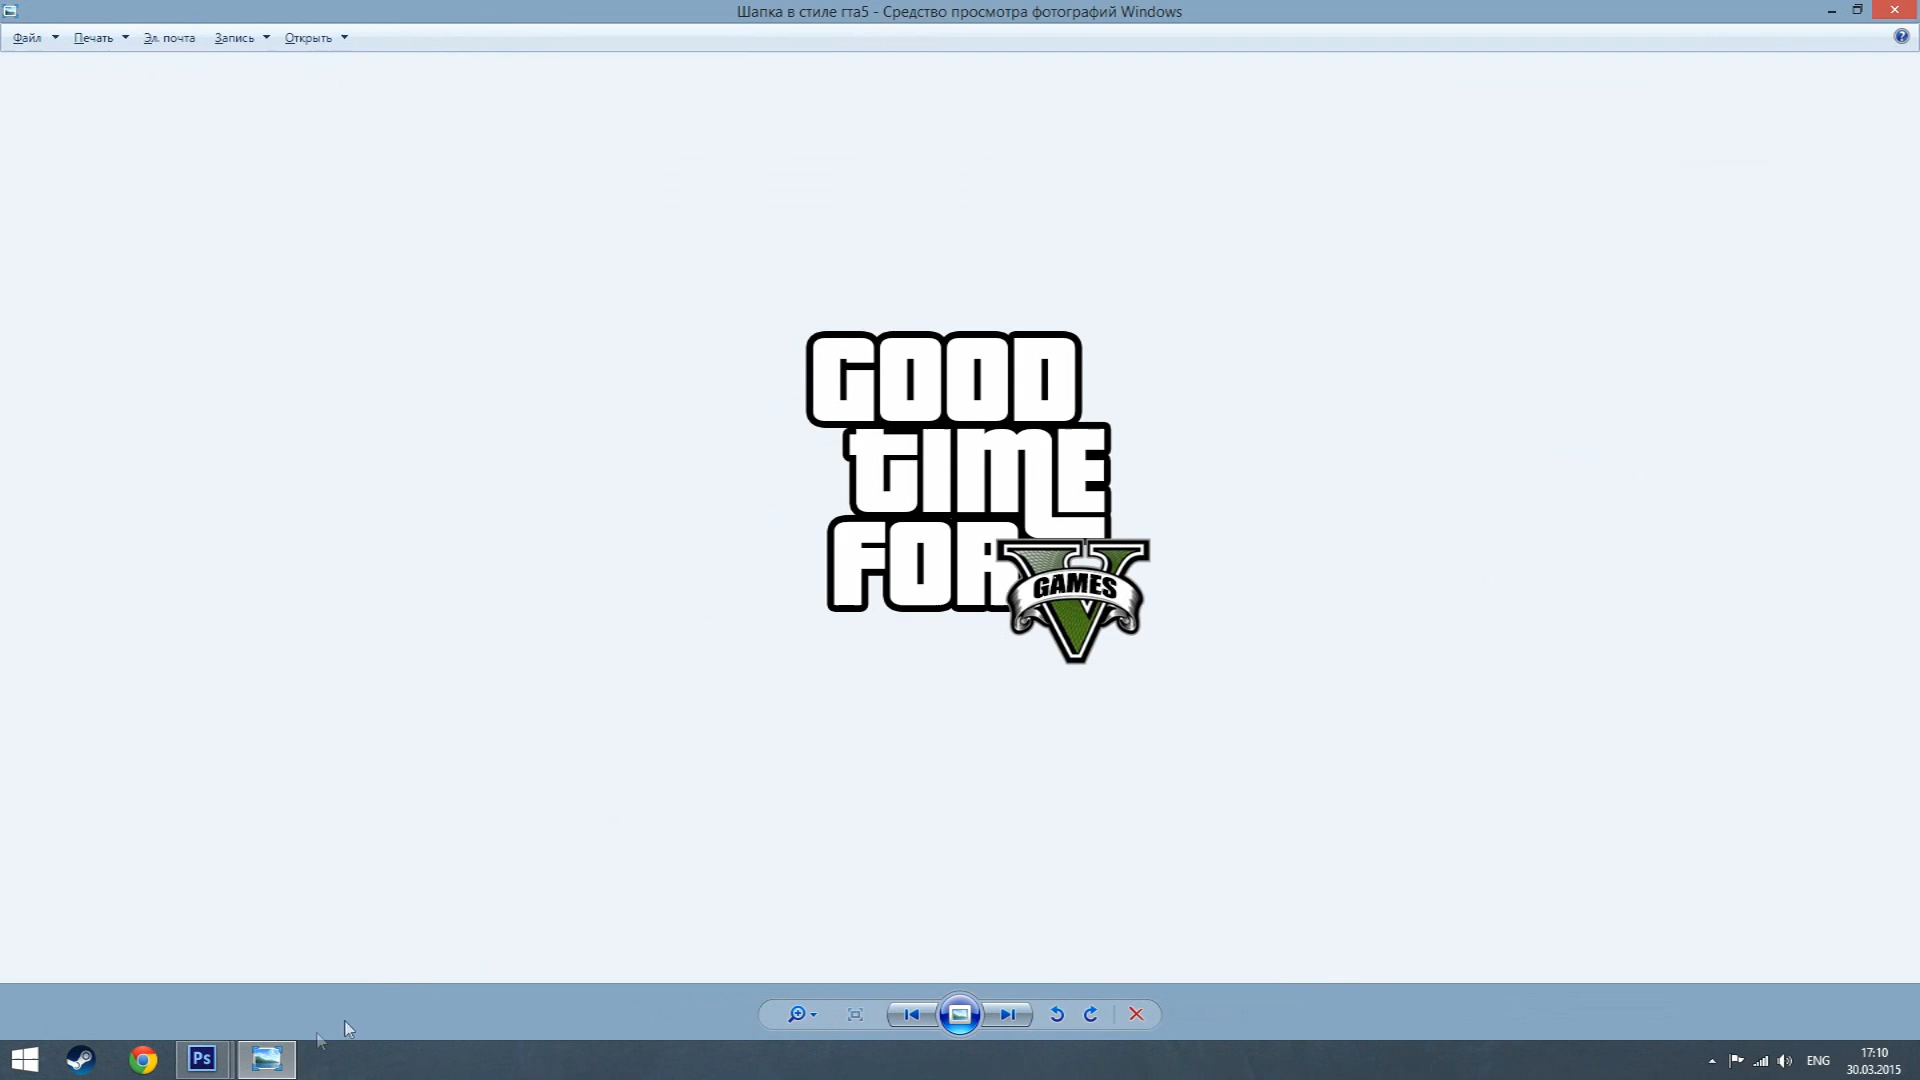 Шапка в стиле гта5 - Средство просмотра фотографий Windows
Файл Печать Эл. почта Запись Открыть
GOOD
TIME
FOR
V
GAMES
Ps
ENG
17:10
30.03.2015